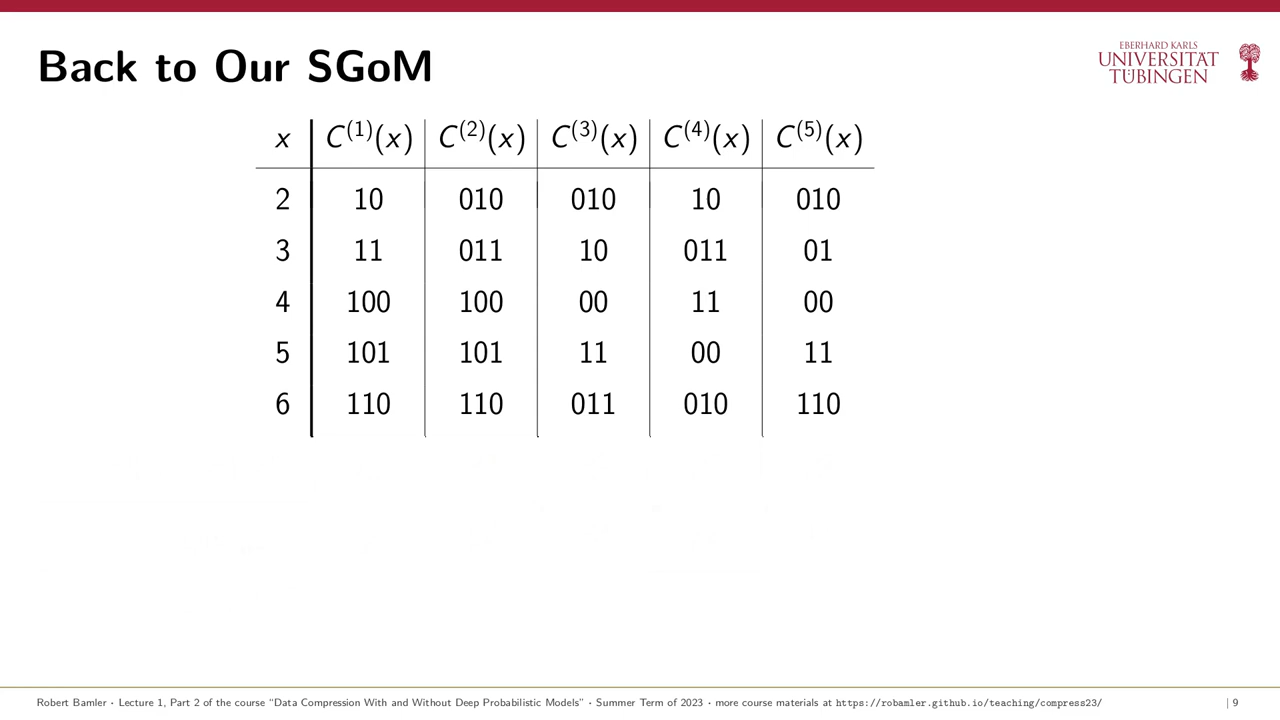 Back to Our SGoM
EBERHARD KARLS
UNIVERSITÄT
TÜBINGEN
x C⁽¹⁾(x) C⁽²⁾(x) C⁽³⁾(x) C⁽⁴⁾(x) C⁽⁵⁾(x)
2 10 010 010 10 010
3 11 011 10 011 01
4 100 100 00 11 00
5 101 101 11 00 11
6 110 110 011 010 110
Robert Bamler · Lecture 1, Part 2 of the course “Data Compression With and Without Deep Probabilistic Models” · Summer Term of 2023 · more course materials at https://robamler.github.io/teaching/compress23/ | 9